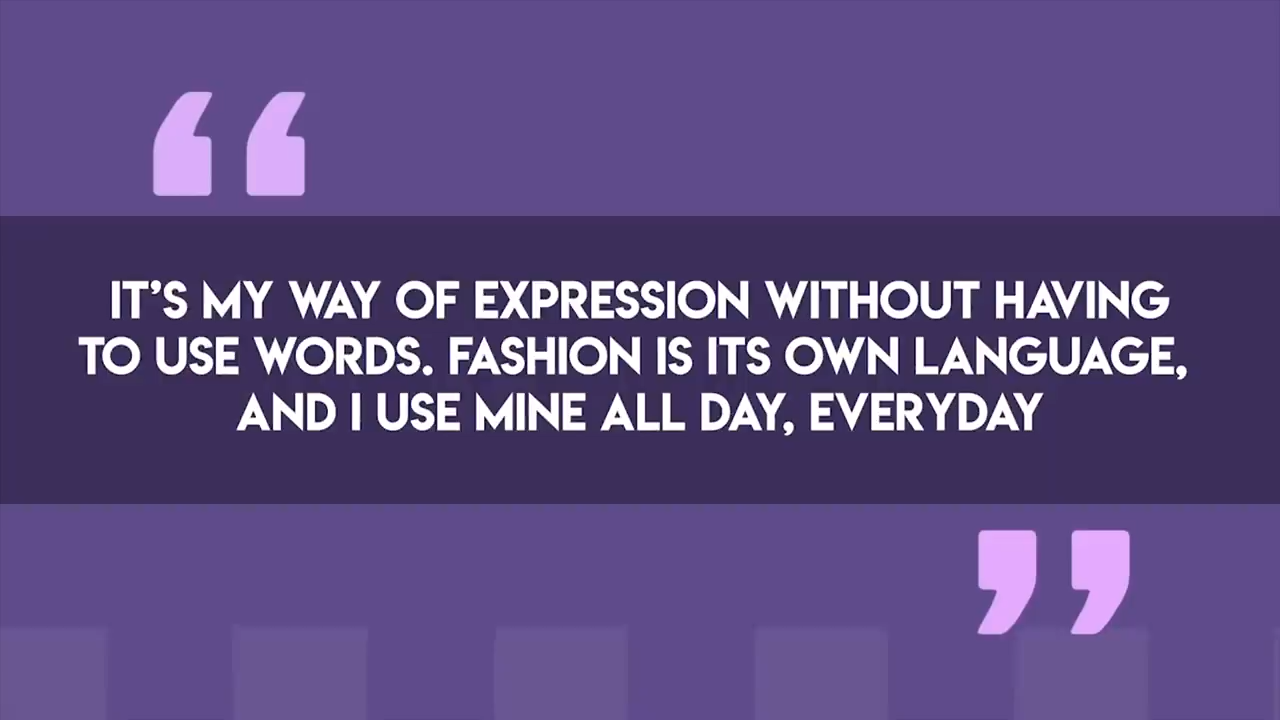 IT'S MY WAY OF EXPRESSION WITHOUT HAVING
TO USE WORDS. FASHION IS ITS OWN LANGUAGE,
AND I USE MINE ALL DAY, EVERYDAY